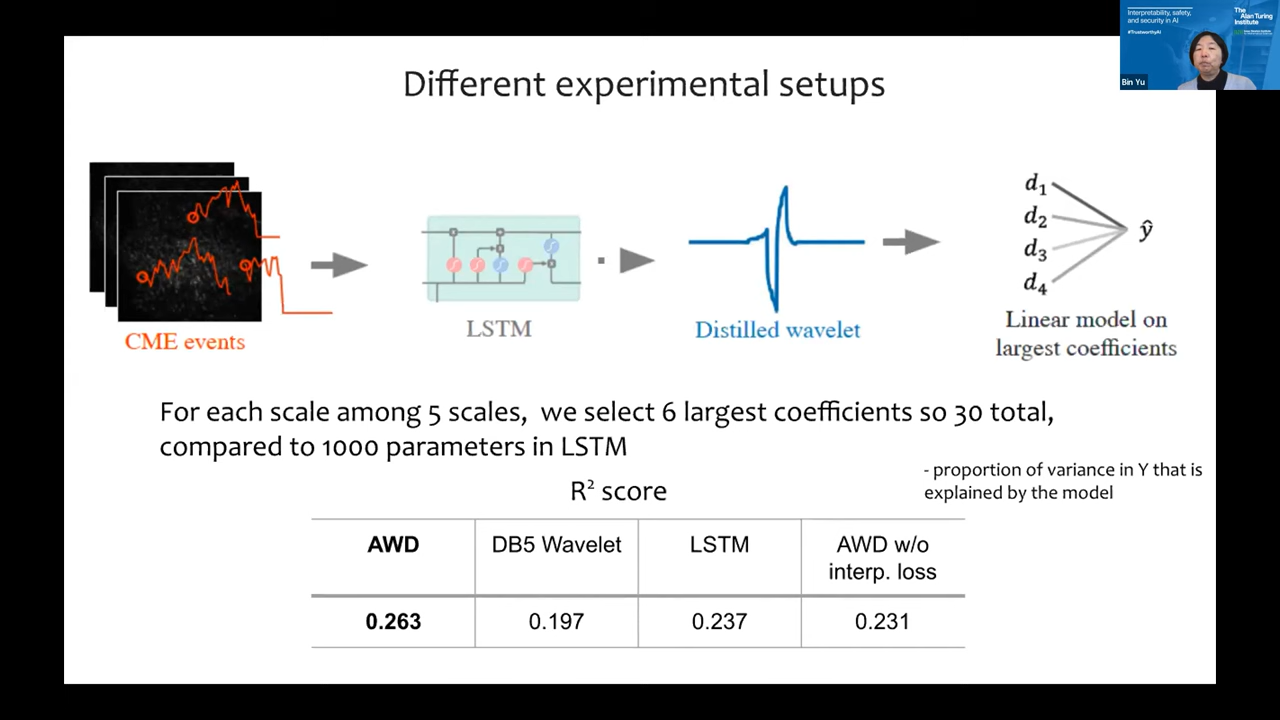 Interpretability, safety,
and security in AI
#TrustworthyAI
The
Alan Turing
Institute
Bin Yu
Different experimental setups
CME events
LSTM
Distilled wavelet
d1
d2
d3
d4
ŷ
Linear model on
largest coefficients
For each scale among 5 scales, we select 6 largest coefficients so 30 total,
compared to 1000 parameters in LSTM
- proportion of variance in Y that is
explained by the model
R² score
AWD DB5 Wavelet LSTM AWD w/o
interp. loss
0.263 0.197 0.237 0.231